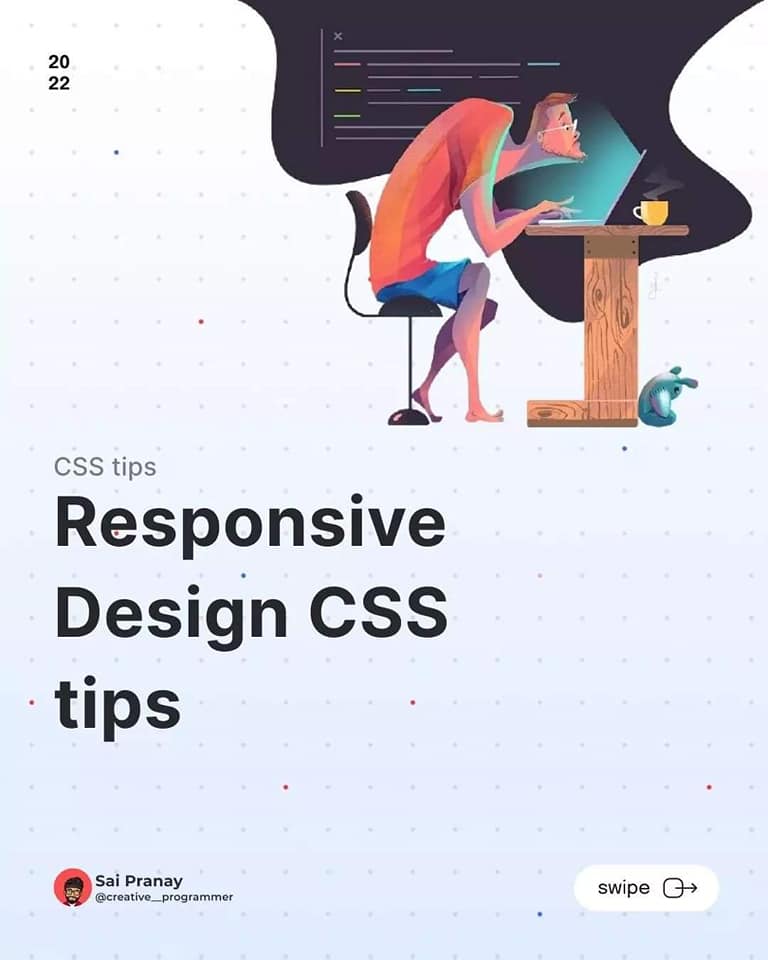 20
22
CSS tips
Responsive
Design CSS
tips
Sai Pranay
@creative__programmer
swipe